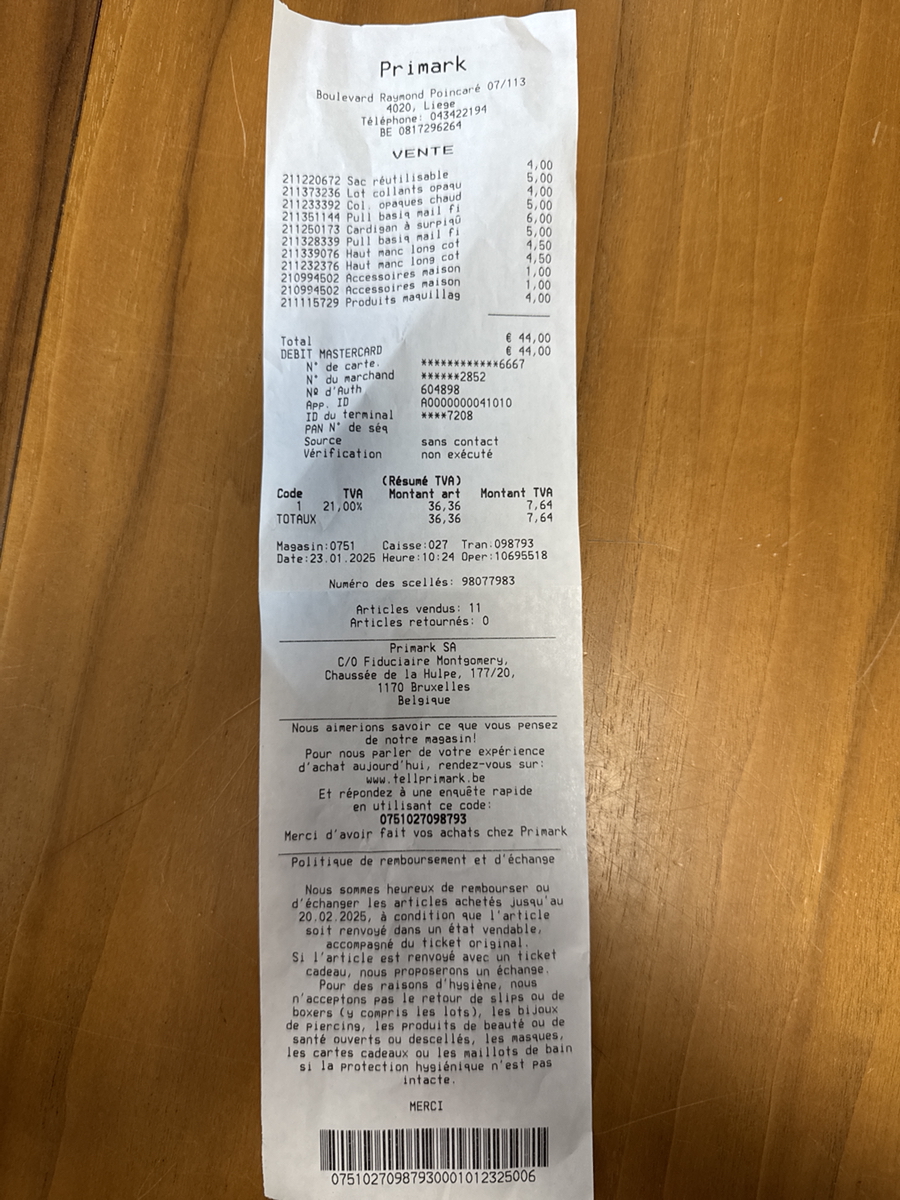 Primark
Boulevard Raymond Poincaré 07/113
4020, Liege
Téléphone: 043422194
BE 0817296264
VENTE
211220672 Sac réutilisable 4,00
211373236 Lot collants opaqu 5,00
211233392 Col. opaques chaud 4,00
211351144 Pull basiq mail fi 5,00
211250173 Cardigan à surpiqû 6,00
211328339 Pull basiq mail fi 5,00
211339076 Haut manc long cot 4,50
211232376 Haut manc long cot 4,50
210994502 Accessoires maison 1,00
210994502 Accessoires maison 1,00
211115729 Produits maquillag 4,00
Total € 44,00
DEBIT MASTERCARD € 44,00
N° de carte. ************6667
N° du marchand ******2852
Nº d'Auth 604898
App. ID A0000000041010
ID du terminal ****7208
PAN N° de séq
Source sans contact
Vérification non exécuté
(Résumé TVA)
Code TVA Montant art Montant TVA
1 21,00% 36,36 7,64
TOTAUX 36,36 7,64
Magasin:0751 Caisse:027 Tran:098793
Date:23.01.2025 Heure:10:24 Oper:10695518
Numéro des scellés: 98077983
Articles vendus: 11
Articles retournés: 0
Primark SA
C/O Fiduciaire Montgomery,
Chaussée de la Hulpe, 177/20,
1170 Bruxelles
Belgique
Nous aimerions savoir ce que vous pensez
de notre magasin!
Pour nous parler de votre expérience
d'achat aujourd'hui, rendez-vous sur:
www.tellprimark.be
Et répondez à une enquête rapide
en utilisant ce code:
0751027098793
Merci d'avoir fait vos achats chez Primark
Politique de remboursement et d'échange
Nous sommes heureux de rembourser ou
d'échanger les articles achetés jusqu'au
20.02.2025, à condition que l'article
soit renvoyé dans un état vendable,
accompagné du ticket original.
Si l'article est renvoyé avec un ticket
cadeau, nous proposerons un échange.
Pour des raisons d'hygiène, nous
n'acceptons pas le retour de slips ou de
boxers (y compris les lots), les bijoux
de piercing, les produits de beauté ou de
santé ouverts ou descellés, les masques,
les cartes cadeaux ou les maillots de bain
si la protection hygiénique n'est pas
intacte.
MERCI
07510270987930001012325006